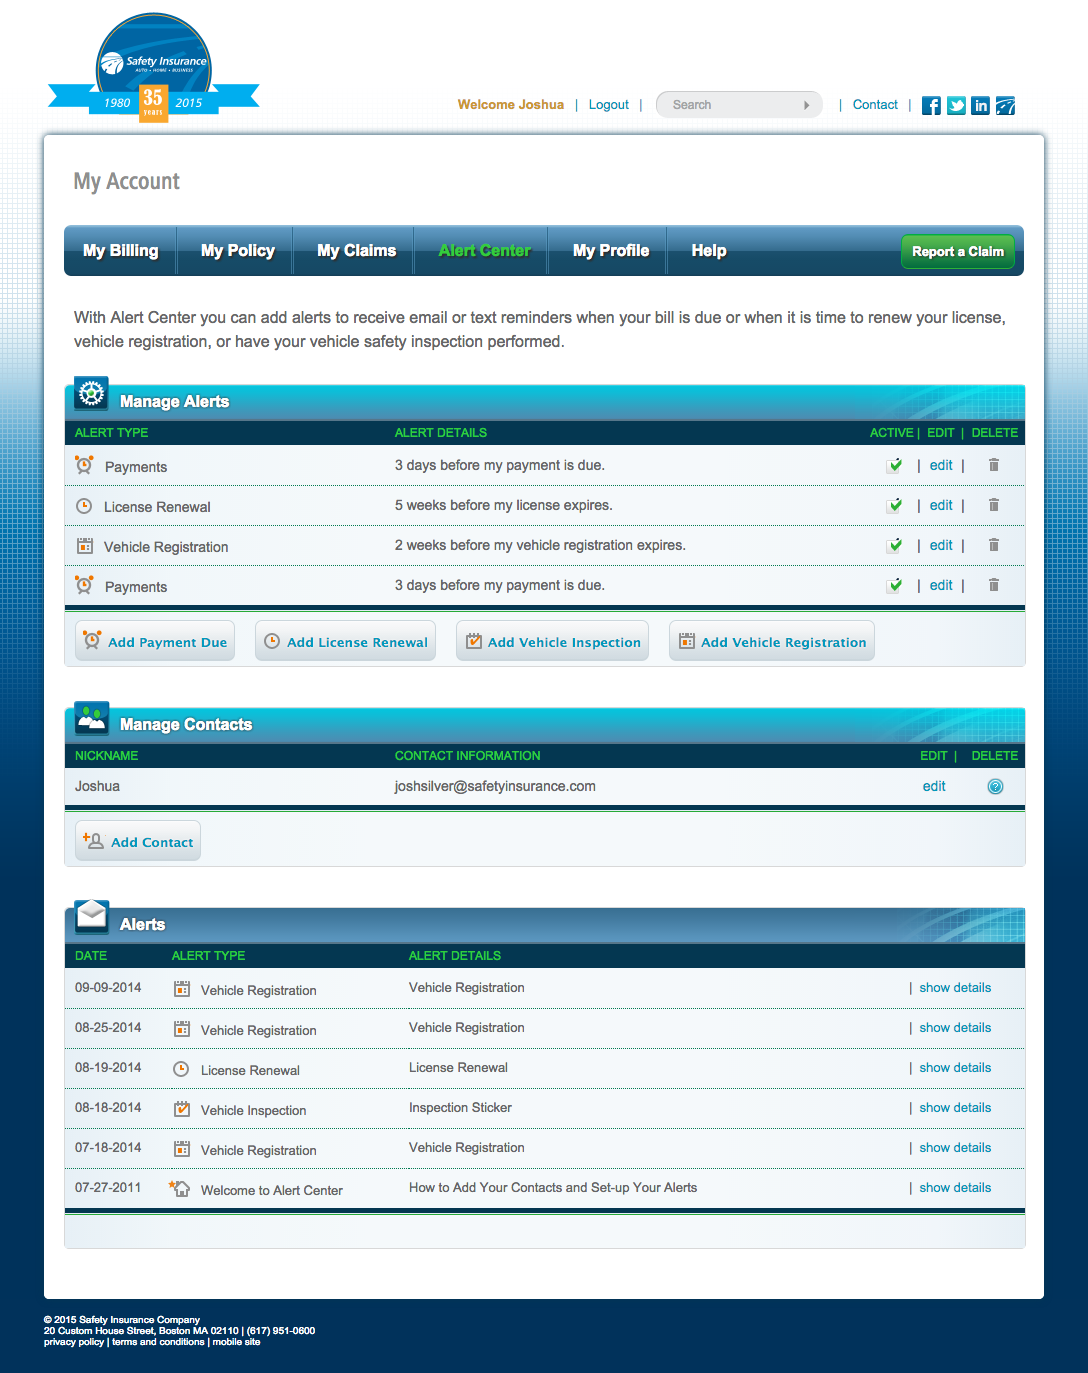 Safety Insurance
AUTO • HOME • BUSINESS
1980 35 years 2015
Welcome Joshua | Logout | Search | Contact |
My Account
My Billing My Policy My Claims Alert Center My Profile Help Report a Claim
With Alert Center you can add alerts to receive email or text reminders when your bill is due or when it is time to renew your license,
vehicle registration, or have your vehicle safety inspection performed.
Manage Alerts
ALERT TYPE ALERT DETAILS ACTIVE | EDIT | DELETE
Payments 3 days before my payment is due. | edit |
License Renewal 5 weeks before my license expires. | edit |
Vehicle Registration 2 weeks before my vehicle registration expires. | edit |
Payments 3 days before my payment is due. | edit |
Add Payment Due Add License Renewal Add Vehicle Inspection Add Vehicle Registration
Manage Contacts
NICKNAME CONTACT INFORMATION EDIT | DELETE
Joshua joshsilver@safetyinsurance.com edit ?
Add Contact
Alerts
DATE ALERT TYPE ALERT DETAILS
09-09-2014 Vehicle Registration Vehicle Registration | show details
08-25-2014 Vehicle Registration Vehicle Registration | show details
08-19-2014 License Renewal License Renewal | show details
08-18-2014 Vehicle Inspection Inspection Sticker | show details
07-18-2014 Vehicle Registration Vehicle Registration | show details
07-27-2011 Welcome to Alert Center How to Add Your Contacts and Set-up Your Alerts | show details
© 2015 Safety Insurance Company
20 Custom House Street, Boston MA 02110 | (617) 951-0600
privacy policy | terms and conditions | mobile site